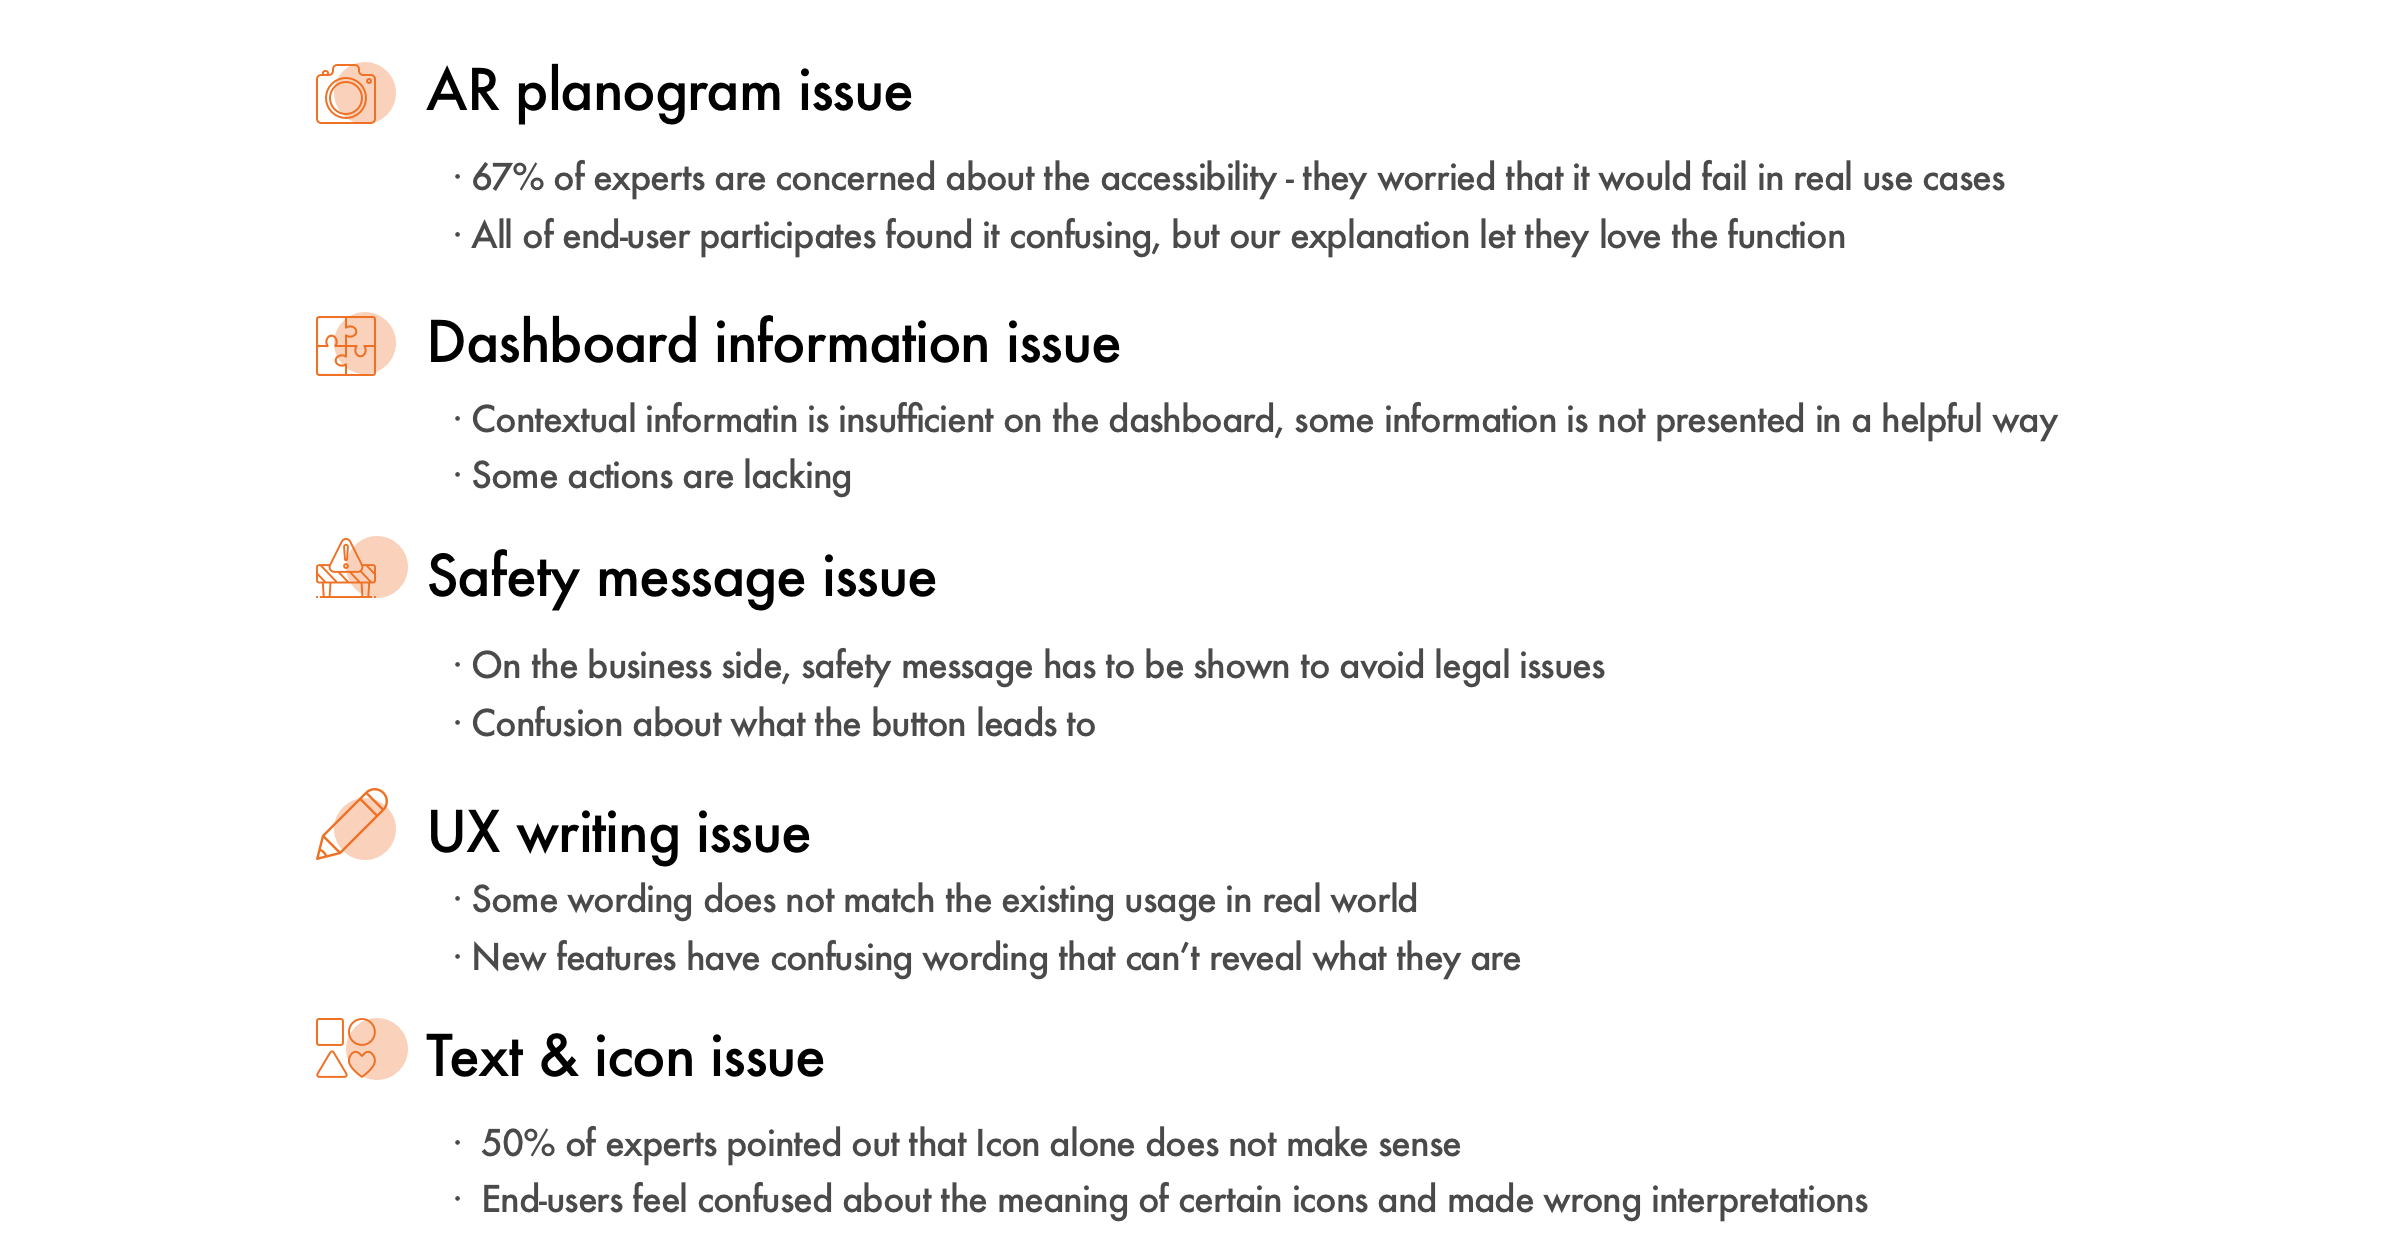 AR planogram issue
· 67% of experts are concerned about the accessibility - they worried that it would fail in real use cases
· All of end-user participates found it confusing, but our explanation let they love the function
Dashboard information issue
· Contextual informatin is insufficient on the dashboard, some information is not presented in a helpful way
· Some actions are lacking
Safety message issue
· On the business side, safety message has to be shown to avoid legal issues
· Confusion about what the button leads to
UX writing issue
· Some wording does not match the existing usage in real world
· New features have confusing wording that can’t reveal what they are
Text & icon issue
· 50% of experts pointed out that Icon alone does not make sense
· End-users feel confused about the meaning of certain icons and made wrong interpretations